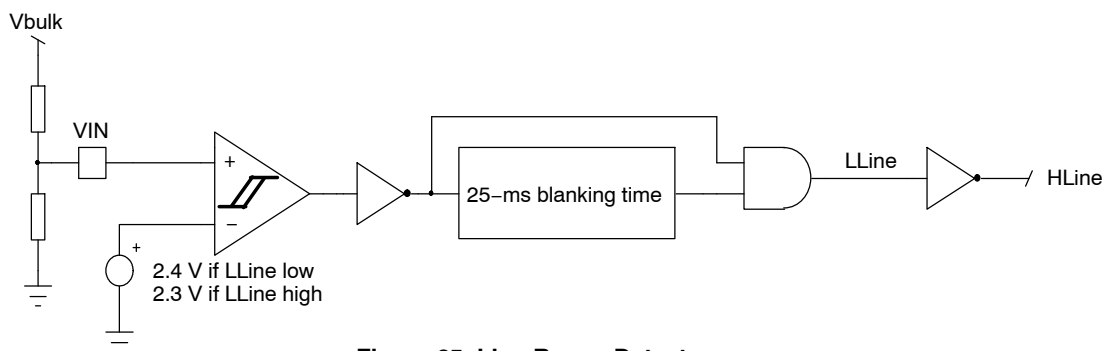 Vbulk
VIN
+
−
+
2.4 V if LLine low
2.3 V if LLine high
25−ms blanking time
LLine
HLine